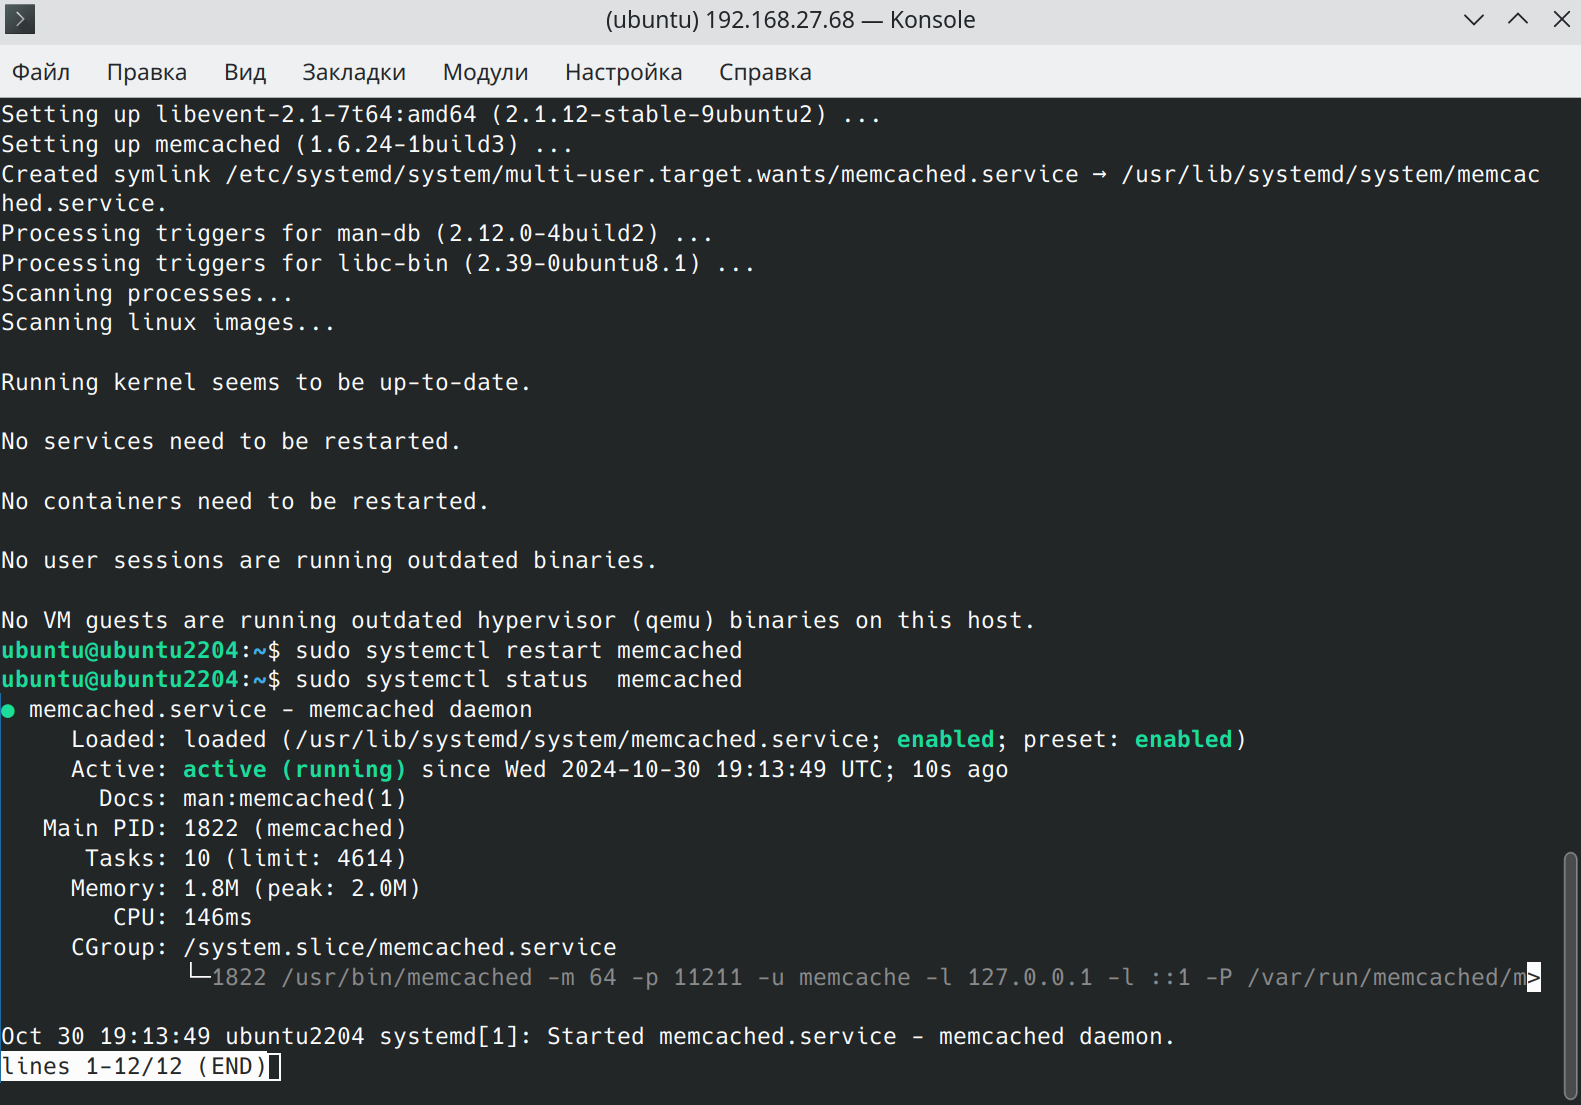 (ubuntu) 192.168.27.68 — Konsole
Файл Правка Вид Закладки Модули Настройка Справка
Setting up libevent-2.1-7t64:amd64 (2.1.12-stable-9ubuntu2) ...
Setting up memcached (1.6.24-1build3) ...
Created symlink /etc/systemd/system/multi-user.target.wants/memcached.service → /usr/lib/systemd/system/memcac
hed.service.
Processing triggers for man-db (2.12.0-4build2) ...
Processing triggers for libc-bin (2.39-0ubuntu8.1) ...
Scanning processes...
Scanning linux images...
Running kernel seems to be up-to-date.
No services need to be restarted.
No containers need to be restarted.
No user sessions are running outdated binaries.
No VM guests are running outdated hypervisor (qemu) binaries on this host.
ubuntu@ubuntu2204:~$ sudo systemctl restart memcached
ubuntu@ubuntu2204:~$ sudo systemctl status  memcached
● memcached.service - memcached daemon
     Loaded: loaded (/usr/lib/systemd/system/memcached.service; enabled; preset: enabled)
     Active: active (running) since Wed 2024-10-30 19:13:49 UTC; 10s ago
       Docs: man:memcached(1)
   Main PID: 1822 (memcached)
      Tasks: 10 (limit: 4614)
     Memory: 1.8M (peak: 2.0M)
        CPU: 146ms
     CGroup: /system.slice/memcached.service
             └─1822 /usr/bin/memcached -m 64 -p 11211 -u memcache -l 127.0.0.1 -l ::1 -P /var/run/memcached/m>
Oct 30 19:13:49 ubuntu2204 systemd[1]: Started memcached.service - memcached daemon.
lines 1-12/12 (END)